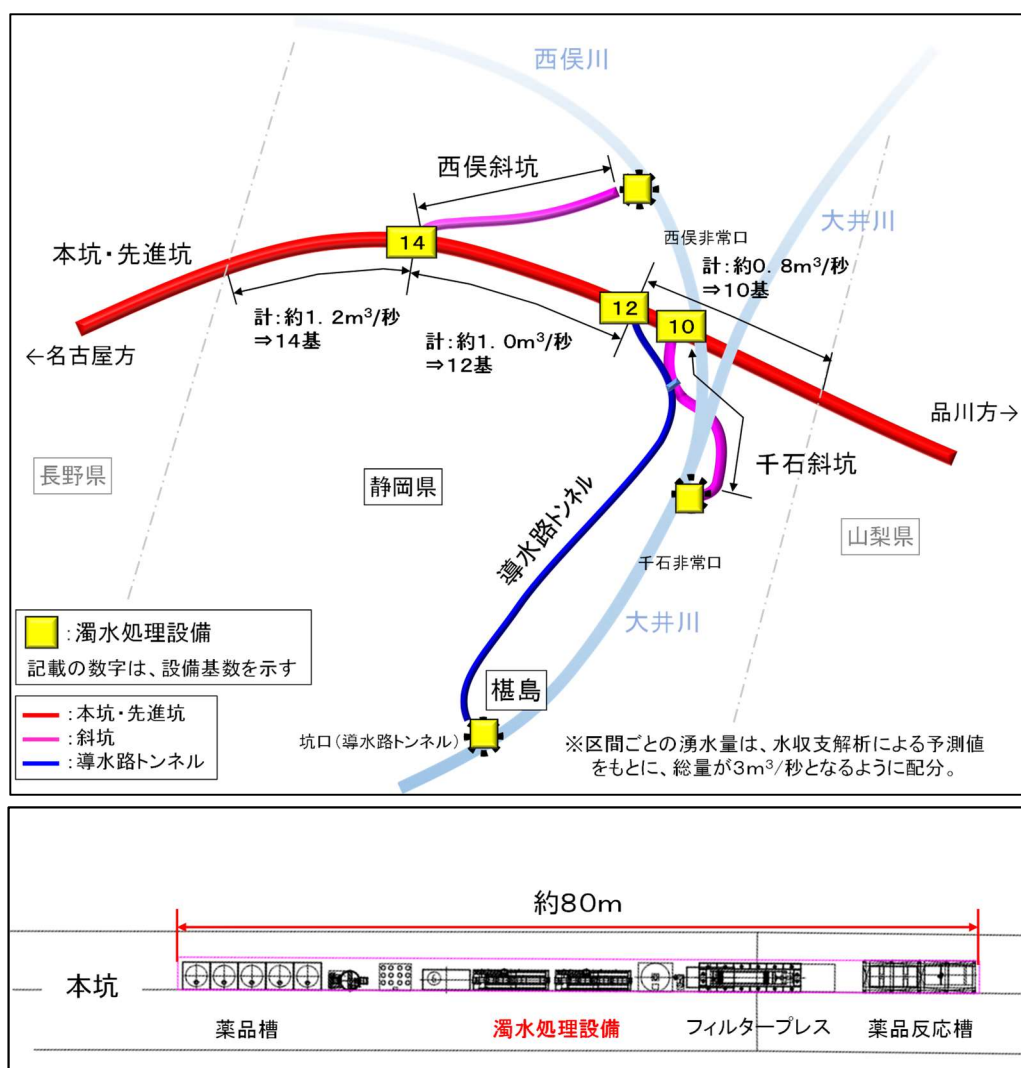 西俣川
西俣斜坑
大井川
14
本坑・先進坑
西俣非常口
計:約0.8m³/秒
⇒10基
12
10
計:約1.2m³/秒
⇒14基
計:約1.0m³/秒
⇒12基
←名古屋方
品川方→
長野県
静岡県
千石斜坑
山梨県
導水路トンネル
千石非常口
大井川
:濁水処理設備
記載の数字は、設備基数を示す
椹島
:本坑・先進坑
:斜坑
:導水路トンネル
坑口(導水路トンネル)
※区間ごとの湧水量は、水収支解析による予測値
をもとに、総量が3m³/秒となるように配分。
約80m
本坑
薬品槽
濁水処理設備
フィルタープレス
薬品反応槽